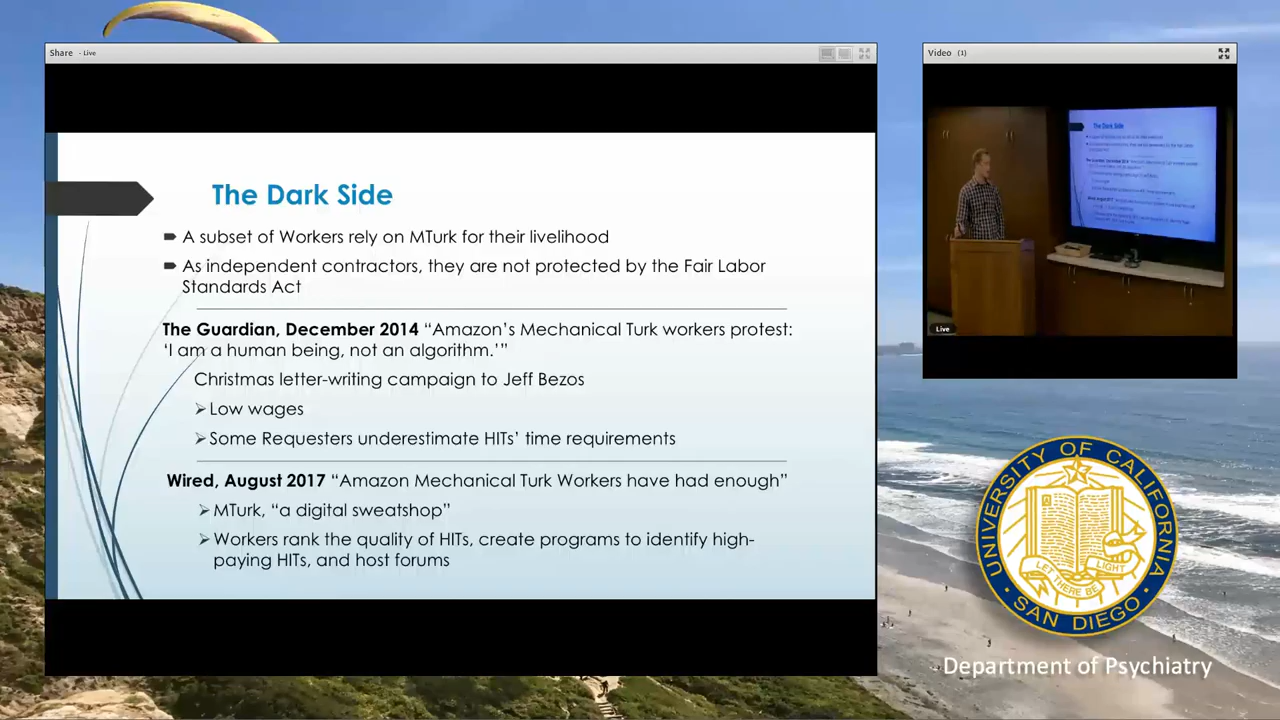 Share - Live
Video (1)
The Dark Side
A subset of Workers rely on MTurk for their livelihood
As independent contractors, they are not protected by the Fair Labor
Standards Act
The Guardian, December 2014 “Amazon’s Mechanical Turk workers protest:
‘I am a human being, not an algorithm.’”
Christmas letter-writing campaign to Jeff Bezos
Low wages
Some Requesters underestimate HITs’ time requirements
Wired, August 2017 “Amazon Mechanical Turk Workers have had enough”
MTurk, “a digital sweatshop”
Workers rank the quality of HITs, create programs to identify high-
paying HITs, and host forums
The Dark Side
Live
UNIVERSITY OF CALIFORNIA
LET THERE BE LIGHT
SAN DIEGO
Department of Psychiatry